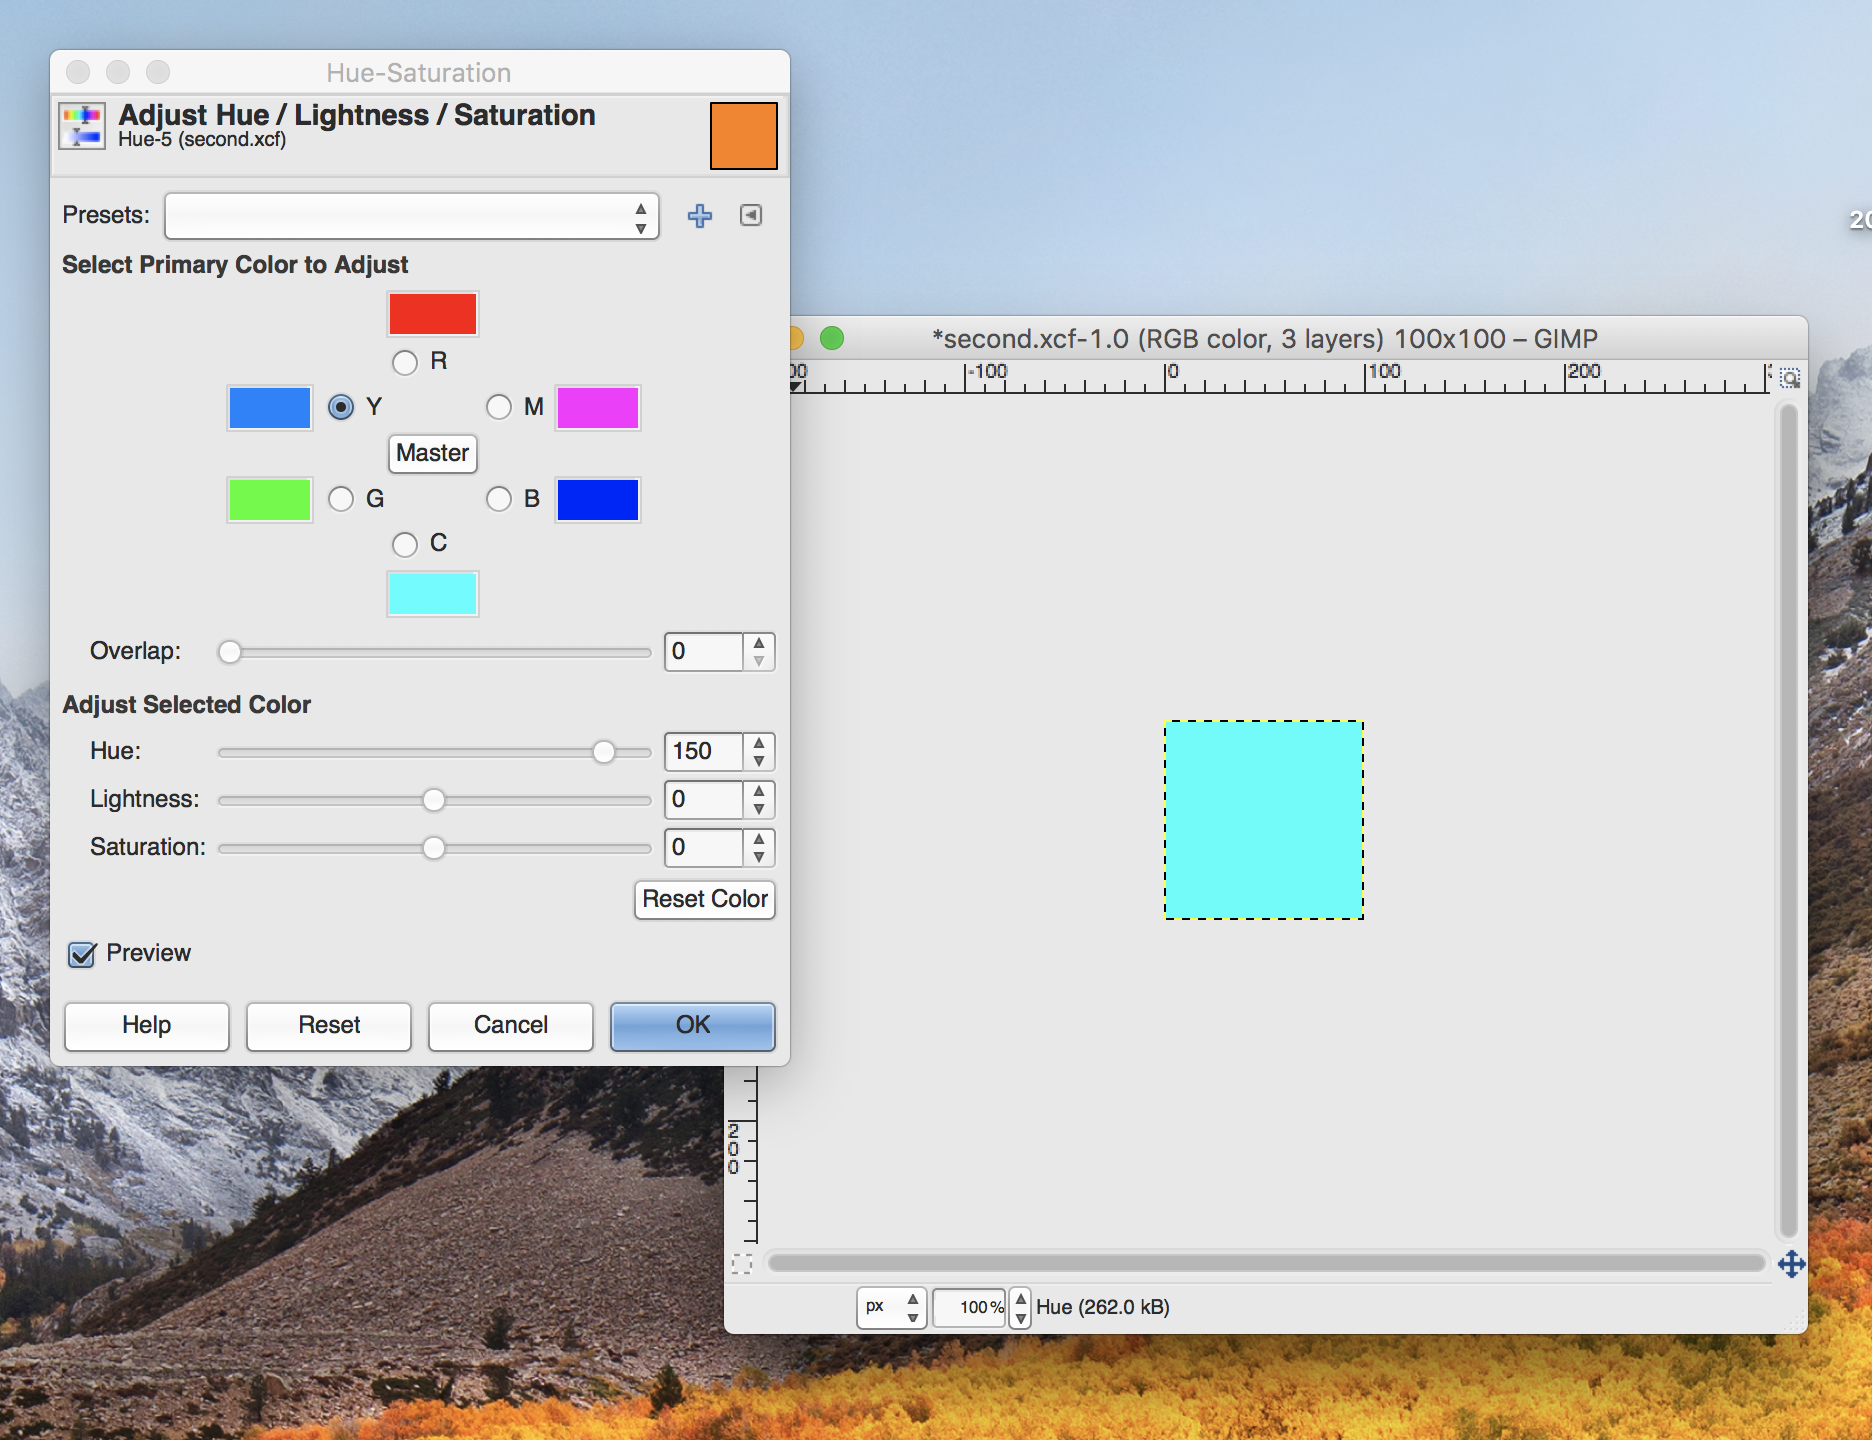 Hue-Saturation
Adjust Hue / Lightness / Saturation
Hue-5 (second.xcf)
Presets:
Select Primary Color to Adjust
R
Y
M
Master
G
B
C
Overlap:
0
Adjust Selected Color
Hue:
150
Lightness:
0
Saturation:
0
Reset Color
Preview
Help
Reset
Cancel
OK
20
*second.xcf-1.0 (RGB color, 3 layers) 100x100 – GIMP
00
-100
0
100
200
200
px
100%
Hue (262.0 kB)